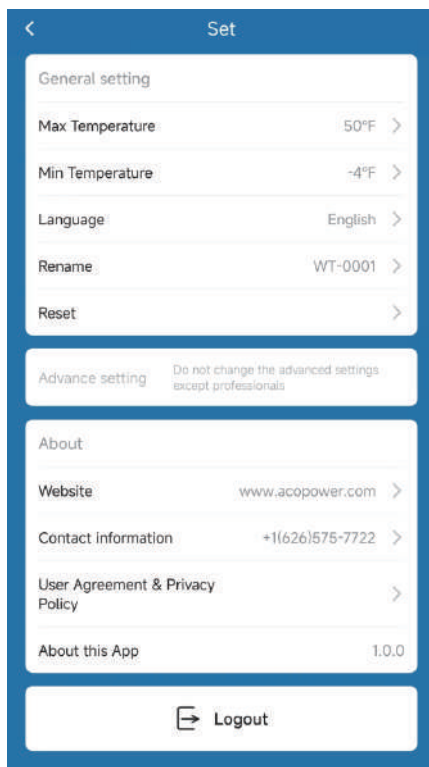 Set
General setting
Max Temperature 50°F
Min Temperature -4°F
Language English
Rename WT-0001
Reset
Advance setting Do not change the advanced settings
except professionals
About
Website www.acopower.com
Contact information +1(626)575-7722
User Agreement & Privacy
Policy
About this App 1.0.0
Logout